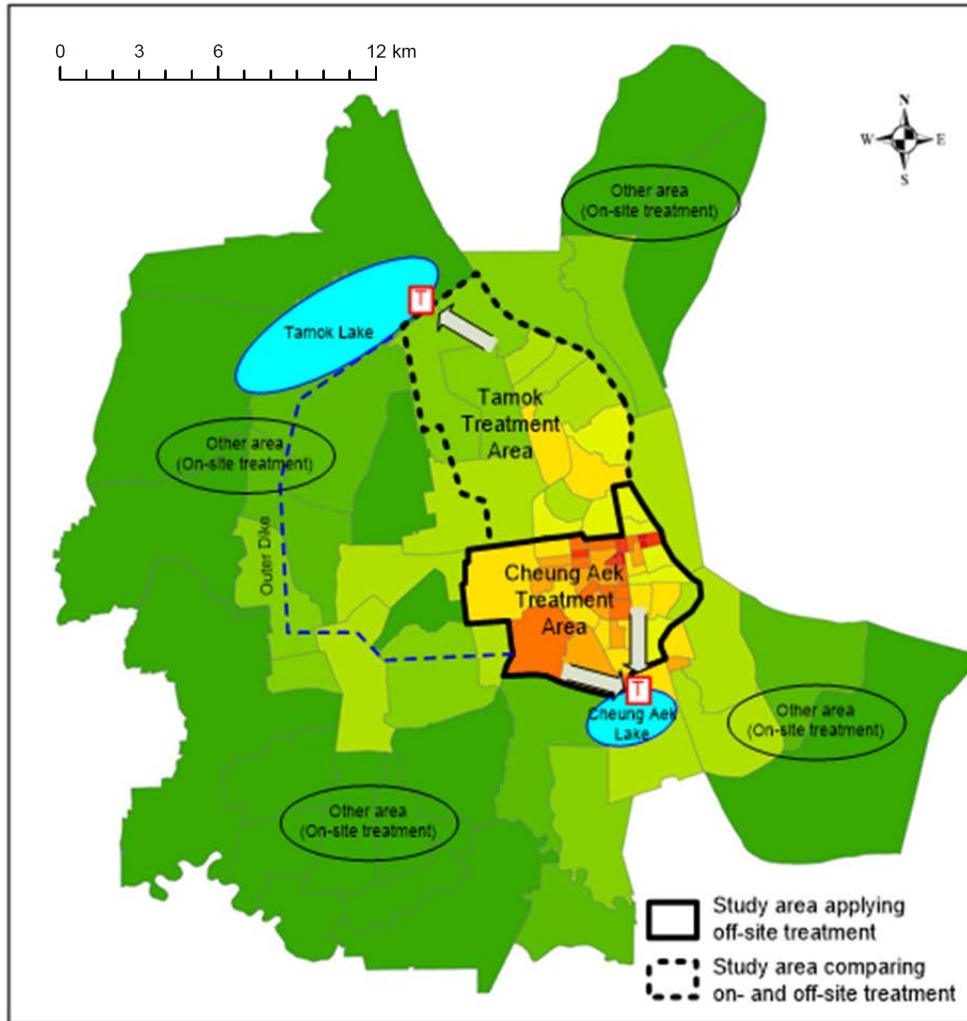 0 3 6 12 km
N
W E
S
Other area
(On-site treatment)
T
Tamok Lake
Tamok
Treatment
Area
Other area
(On-site treatment)
Outer Dike
Cheung Aek
Treatment
Area
T
Cheung Aek
Lake
Other area
(On-site treatment)
Other area
(On-site treatment)
Study area applying
off-site treatment
Study area comparing
on- and off-site treatment